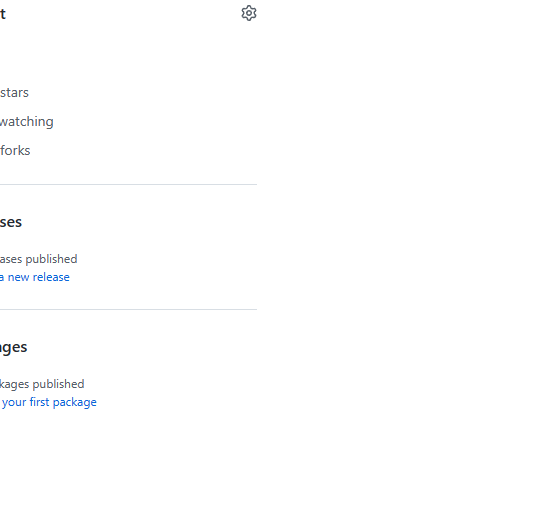 t
stars
watching
forks
ses
ases published
a new release
ages
kages published
your first package